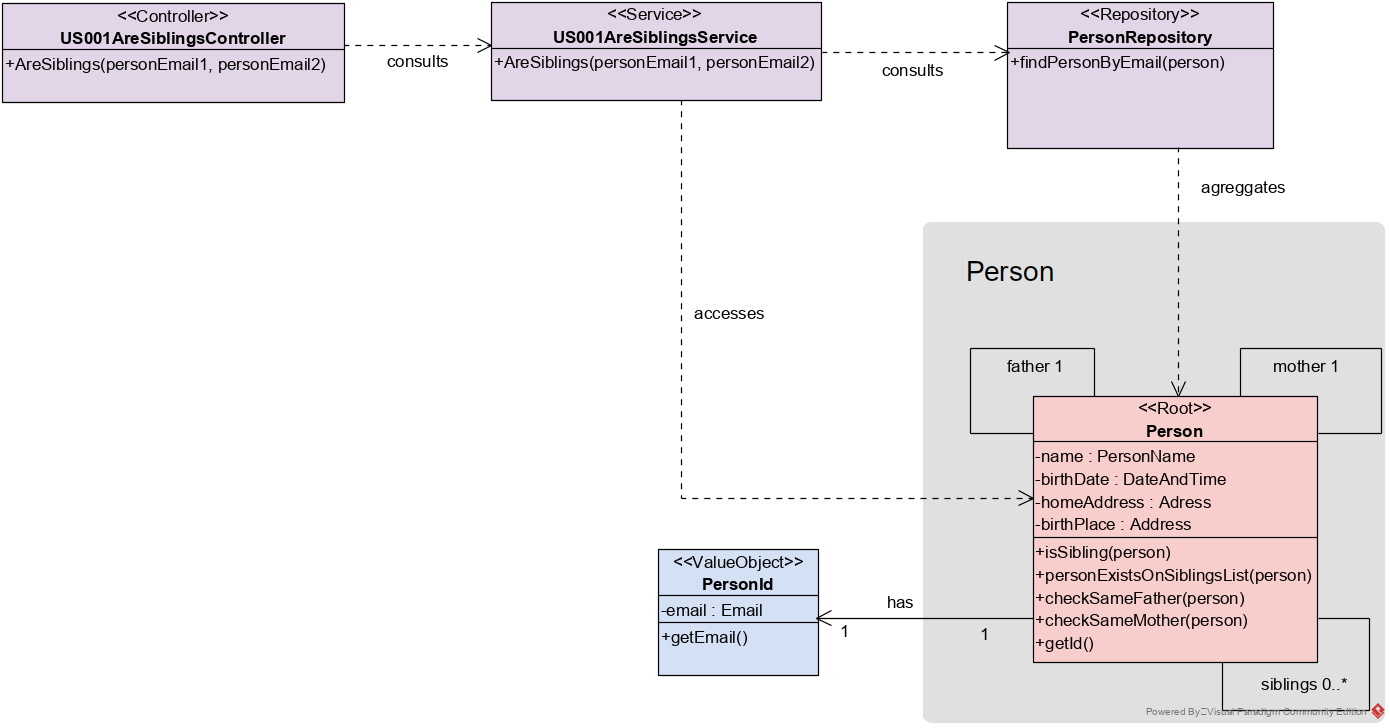 <<Controller>>
US001AreSiblingsController
+AreSiblings(personEmail1, personEmail2)
consults
<<Service>>
US001AreSiblingsService
+AreSiblings(personEmail1, personEmail2)
consults
<<Repository>>
PersonRepository
+findPersonByEmail(person)
agreggates
accesses
Person
father 1
mother 1
<<Root>>
Person
-name : PersonName
-birthDate : DateAndTime
-homeAddress : Adress
-birthPlace : Address
+isSibling(person)
+personExistsOnSiblingsList(person)
+checkSameFather(person)
+checkSameMother(person)
+getId()
<<ValueObject>>
PersonId
-email : Email
+getEmail()
has
1
1
siblings 0..*
Powered By Visual Paradigm Community Edition